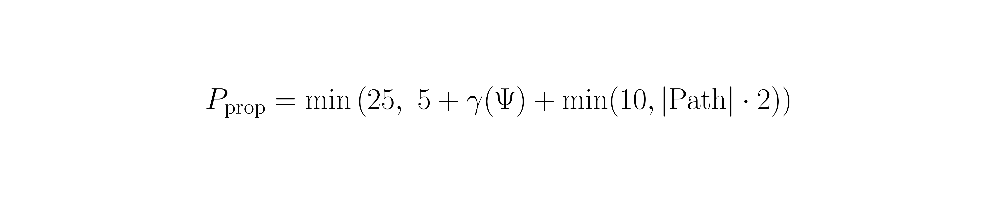 P_prop = min (25, 5 + γ(Ψ) + min(10, |Path| · 2))